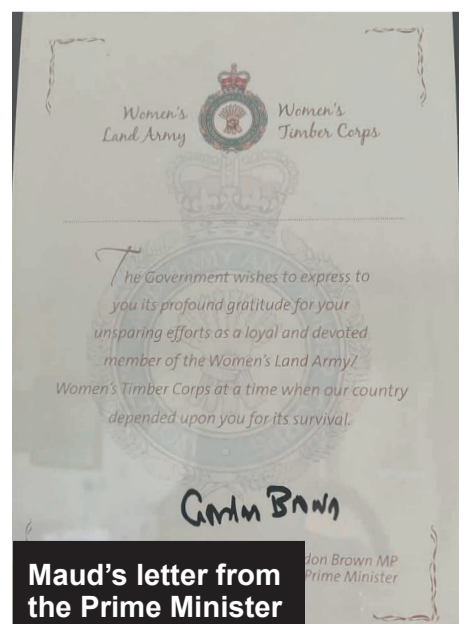 Women's
Land Army
Women's
Timber Corps
The Government wishes to express to
you its profound gratitude for your
unsparing efforts as a loyal and devoted
member of the Women's Land Army/
Women's Timber Corps at a time when our country
depended upon you for its survival.
Gordon Brown
don Brown MP
Prime Minister
Maud's letter from
the Prime Minister